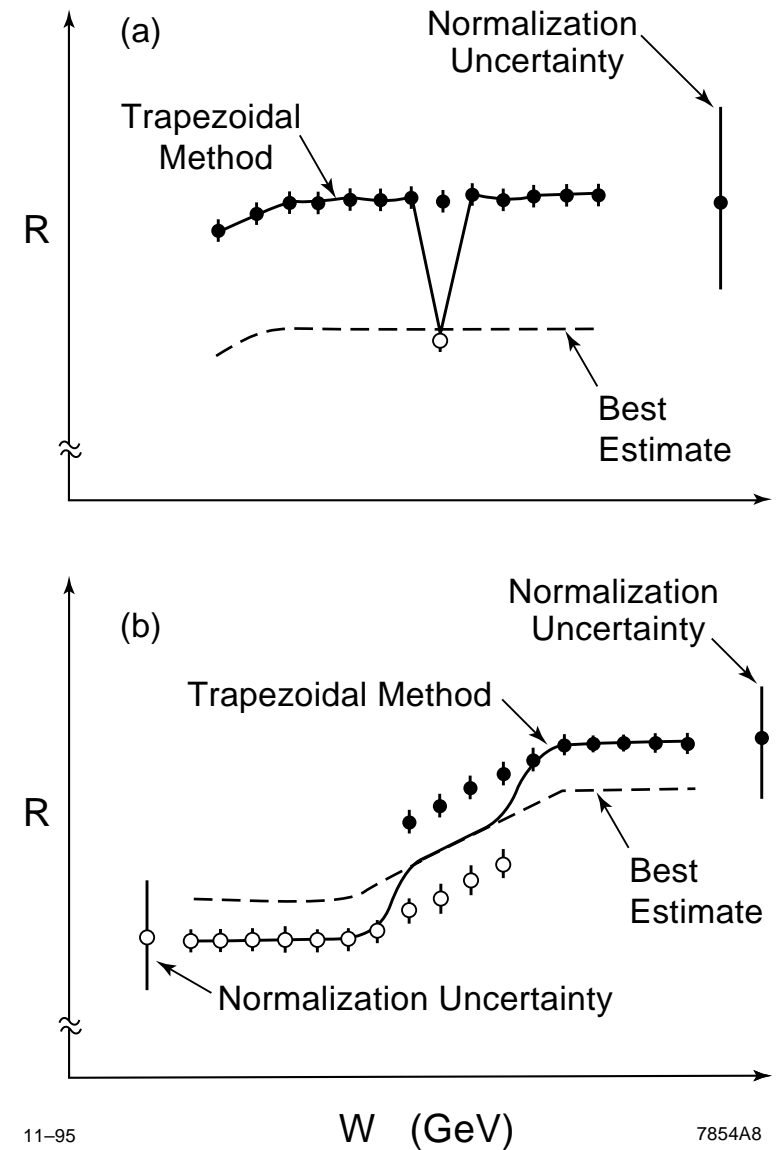 (a)
Normalization
Uncertainty
Trapezoidal
Method
R
Best
Estimate
(b)
Normalization
Uncertainty
Trapezoidal Method
R
Best
Estimate
Normalization Uncertainty
11–95
W (GeV)
7854A8